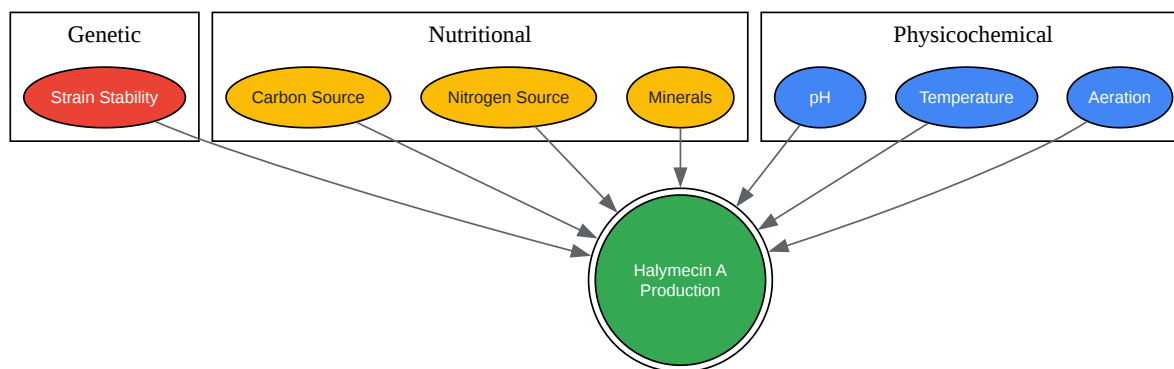 Genetic
Nutritional
Physicochemical
Strain Stability
Carbon Source
Nitrogen Source
Minerals
pH
Temperature
Aeration
Halymecin A
Production